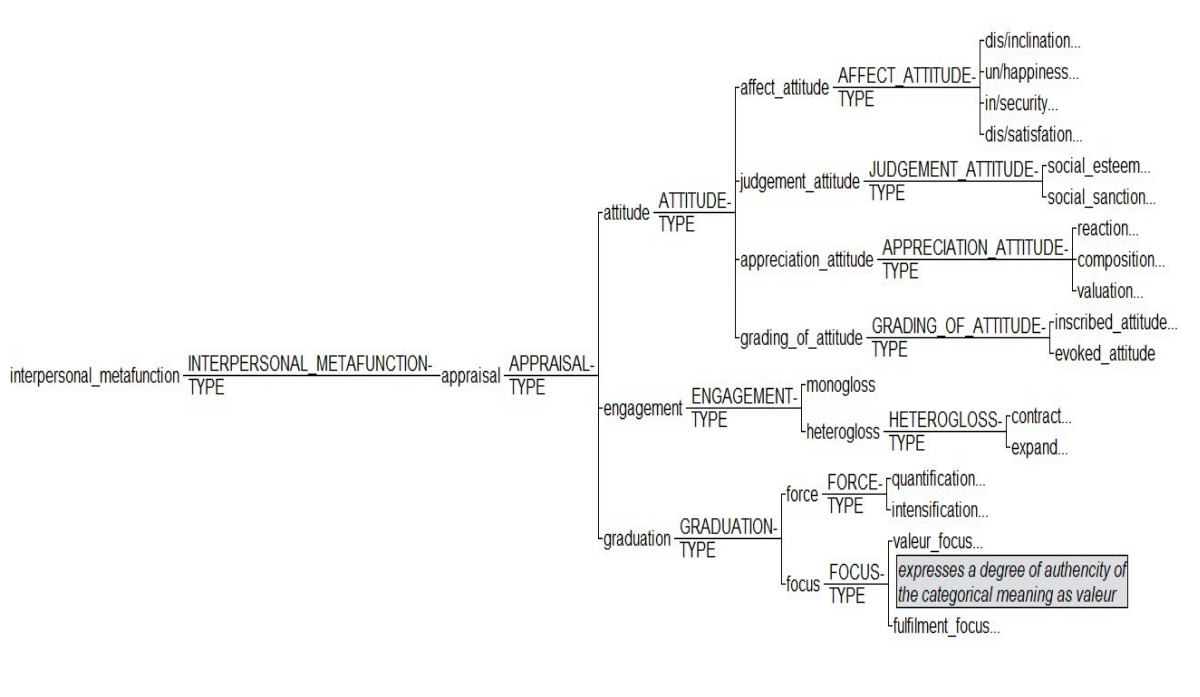 dis/inclination...
AFFECT_ATTITUDE-
un/happiness...
affect_attitude
TYPE
in/security...
dis/satisfation...
JUDGEMENT_ATTITUDE-
social_esteem...
judgement_attitude
TYPE
social_sanction...
ATTITUDE-
attitude
TYPE
reaction...
APPRECIATION_ATTITUDE-
composition...
appreciation_attitude
TYPE
valuation...
GRADING_OF_ATTITUDE-
inscribed_attitude...
grading_of_attitude
TYPE
evoked_attitude
interpersonal_metafunction
INTERPERSONAL_METAFUNCTION-
TYPE
appraisal
APPRAISAL-
TYPE
monogloss
engagement
ENGAGEMENT-
TYPE
heterogloss
HETEROGLOSS-
TYPE
contract...
expand...
quantification...
force
FORCE-
TYPE
intensification...
graduation
GRADUATION-
TYPE
valeur_focus...
focus
FOCUS-
TYPE
expresses a degree of authencity of
the categorical meaning as valeur
fulfilment_focus...